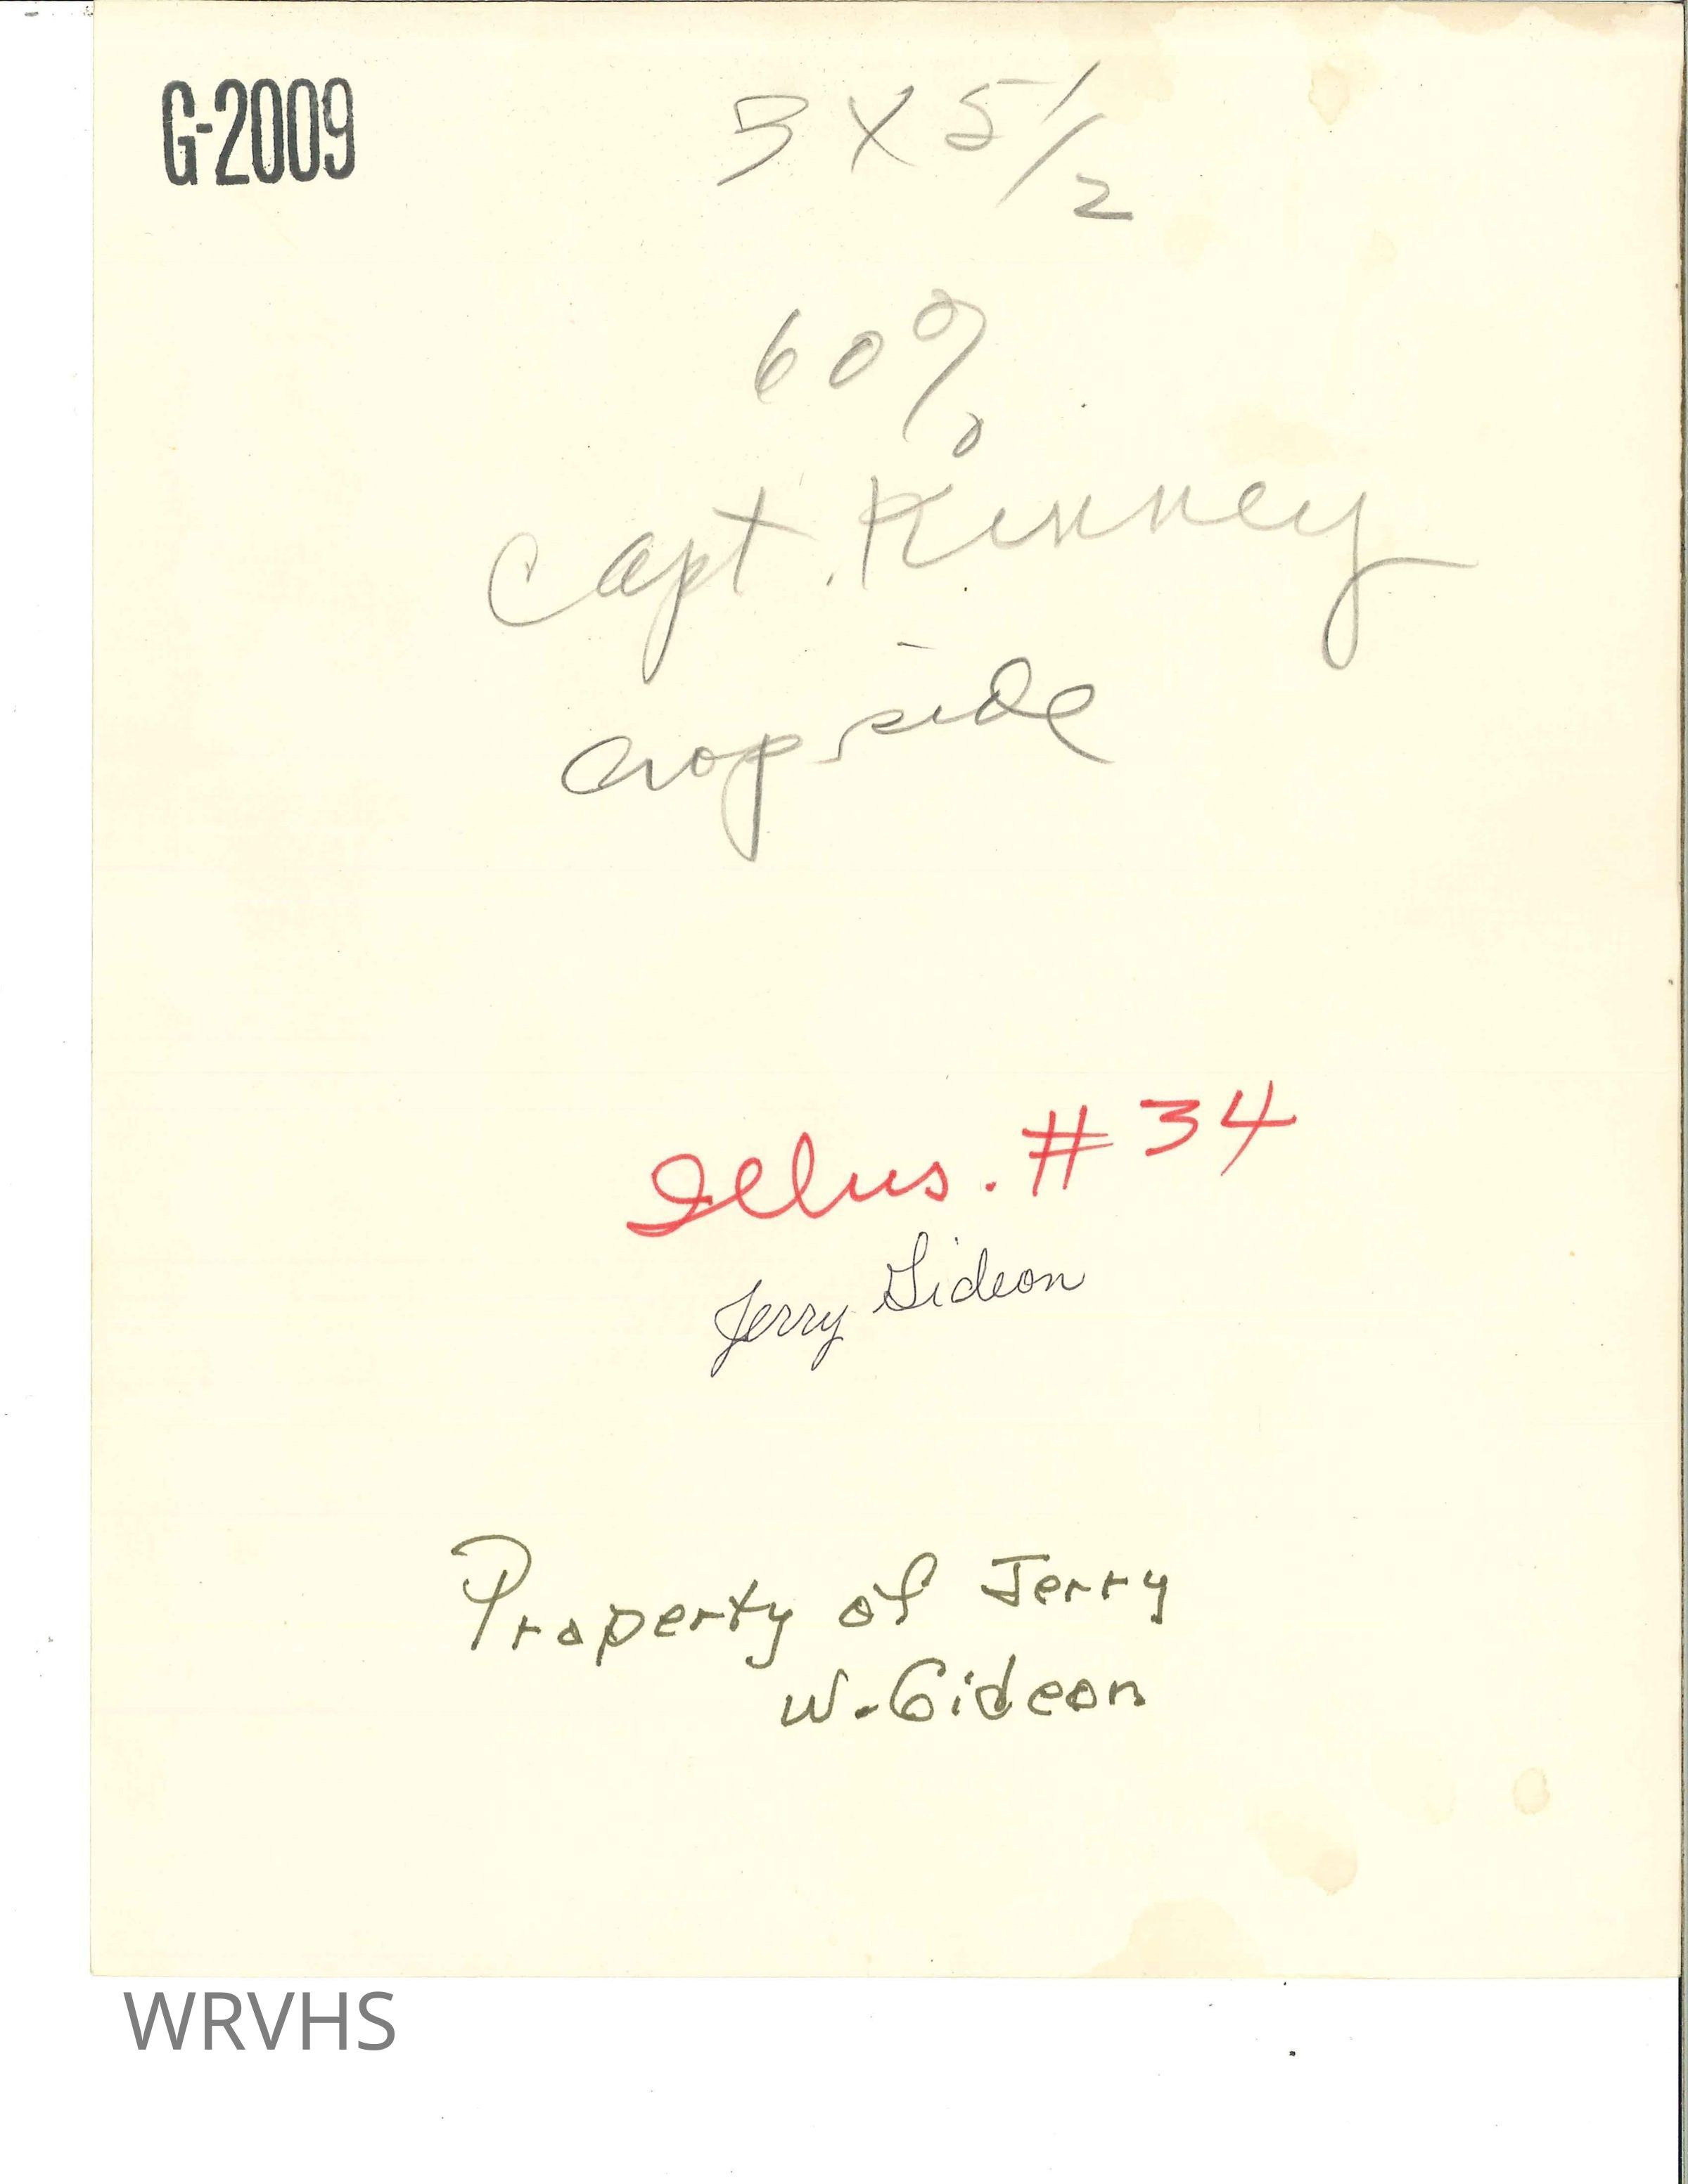 G-2009
3 X 5 1/2
60%
Capt. Kinney
crop side
Illus. # 34
Jerry Gideon
Property of Jerry
W. Gideon
WRVHS